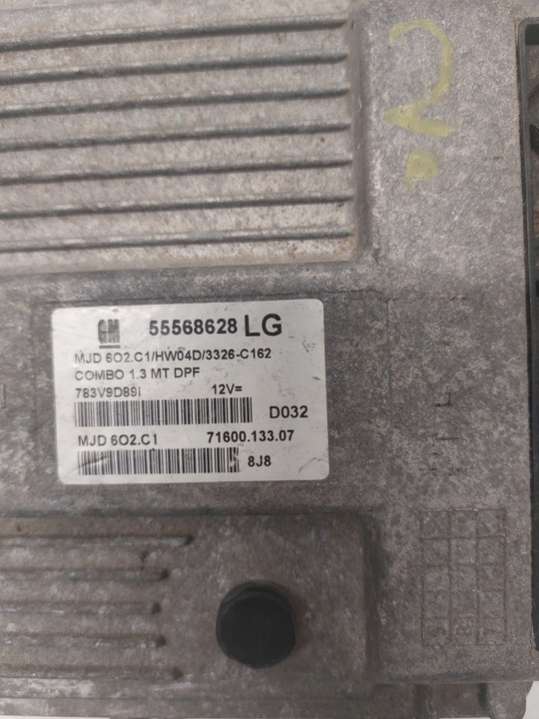 GM 55568628 LG
MJD 6O2.C1/HW04D/3326-C162
COMBO 1.3 MT DPF
783V9D89I 12V=
D032
MJD 6O2.C1 71600.133.07
8J8